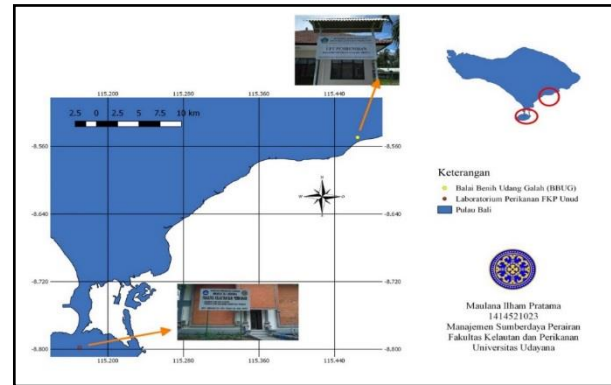 2.5 0 2.5 5 7.5 10 km
115.200 115.280 115.360 115.440
-8.560 -8.560
-8.640 -8.640
-8.720 -8.720
-8.800 -8.800
115.200 115.280 115.360 115.440
Keterangan
Balai Benih Udang Galah (BBUG)
Laboratorium Perikanan FKP Unud
Pulau Bali
Maulana Ilham Pratama
1414521023
Manajemen Sumberdaya Perairan
Fakultas Kelautan dan Perikanan
Universitas Udayana